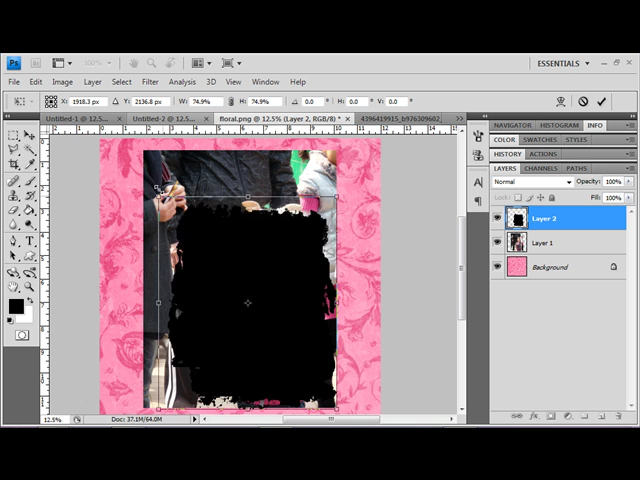 Ps
100%
ESSENTIALS
File Edit Image Layer Select Filter Analysis 3D View Window Help
X: 1918.3 px Y: 2136.8 px W: 74.9% H: 74.9% 0.0 ° H: 0.0 ° V: 0.0 °
Untitled-1 @ 12.5... Untitled-2 @ 12.5... floral.png @ 12.5% (Layer 2, RGB/8) * 4396419915_b976309602_
NAVIGATOR HISTOGRAM INFO
COLOR SWATCHES STYLES
HISTORY ACTIONS
LAYERS CHANNELS PATHS
Normal Opacity: 100%
Lock: Fill: 100%
Layer 2
Layer 1
Background
12.5% Doc: 37.1M/64.0M